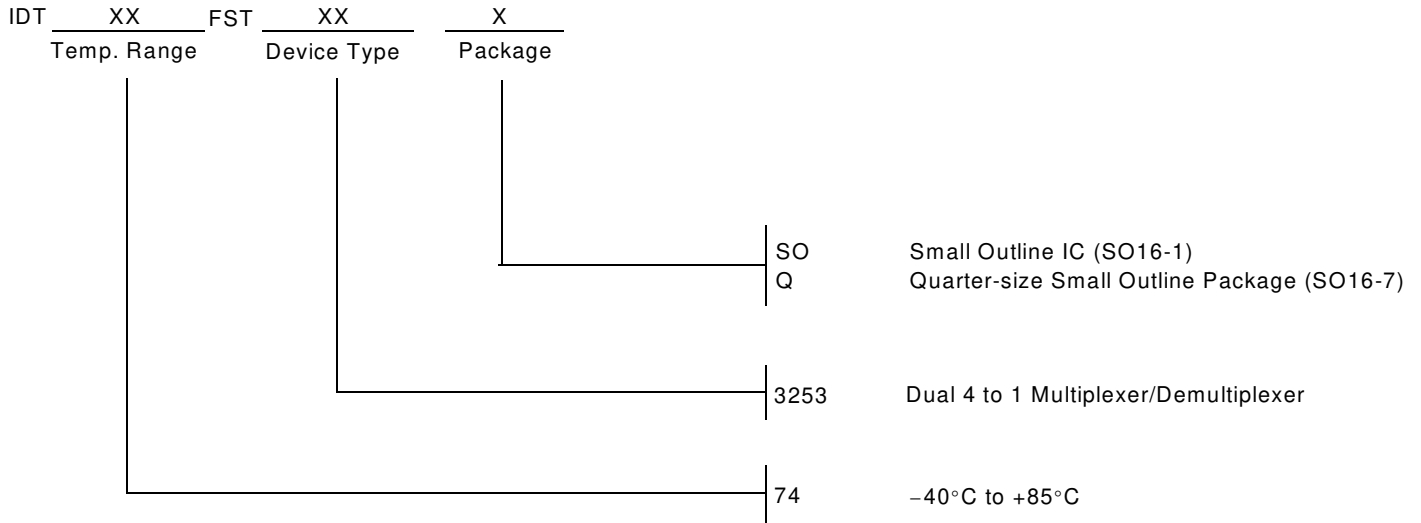 IDT XX FST XX X
Temp. Range Device Type Package
SO Small Outline IC (SO16-1)
Q Quarter-size Small Outline Package (SO16-7)
3253 Dual 4 to 1 Multiplexer/Demultiplexer
74 −40°C to +85°C